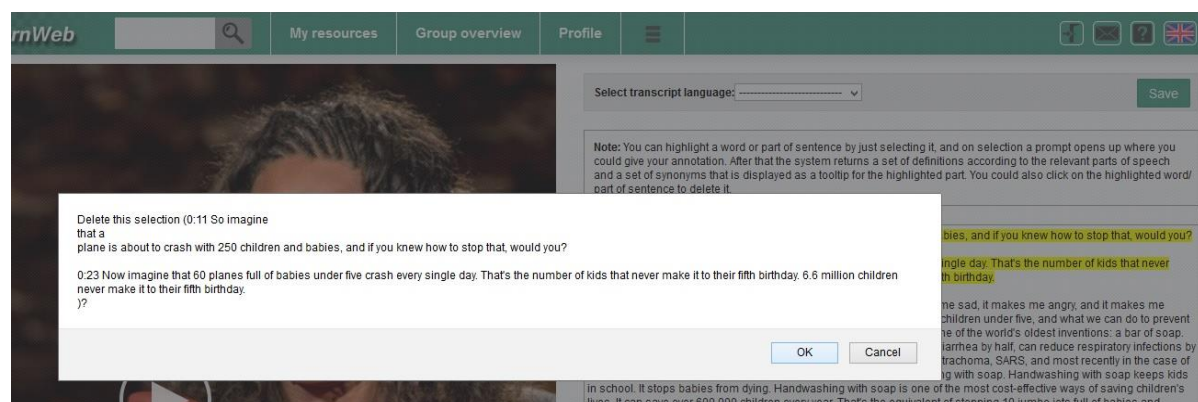 rnWeb
My resources
Group overview
Profile
Select transcript language: ----------------------------
Save
Note: You can highlight a word or part of sentence by just selecting it, and on selection a prompt opens up where you
could give your annotation. After that the system returns a set of definitions according to the relevant parts of speech
and a set of synonyms that is displayed as a tooltip for the highlighted part. You could also click on the highlighted word/
part of sentence to delete it.
Delete this selection (0:11 So imagine
that a
plane is about to crash with 250 children and babies, and if you knew how to stop that, would you?
0:23 Now imagine that 60 planes full of babies under five crash every single day. That's the number of kids that never make it to their fifth birthday. 6.6 million children
never make it to their fifth birthday.
)?
OK
Cancel
bies, and if you knew how to stop that, would you?
ingle day. That's the number of kids that never
th birthday.
me sad, it makes me angry, and it makes me
children under five, and what we can do to prevent
ne of the world's oldest inventions: a bar of soap.
iarrhea by half, can reduce respiratory infections by
trachoma, SARS, and most recently in the case of
ng with soap. Handwashing with soap keeps kids
in school. It stops babies from dying. Handwashing with soap is one of the most cost-effective ways of saving children's
lives. It can save over 600,000 children every year. That's the equivalent of stopping 10 jumbo jets full of babies and